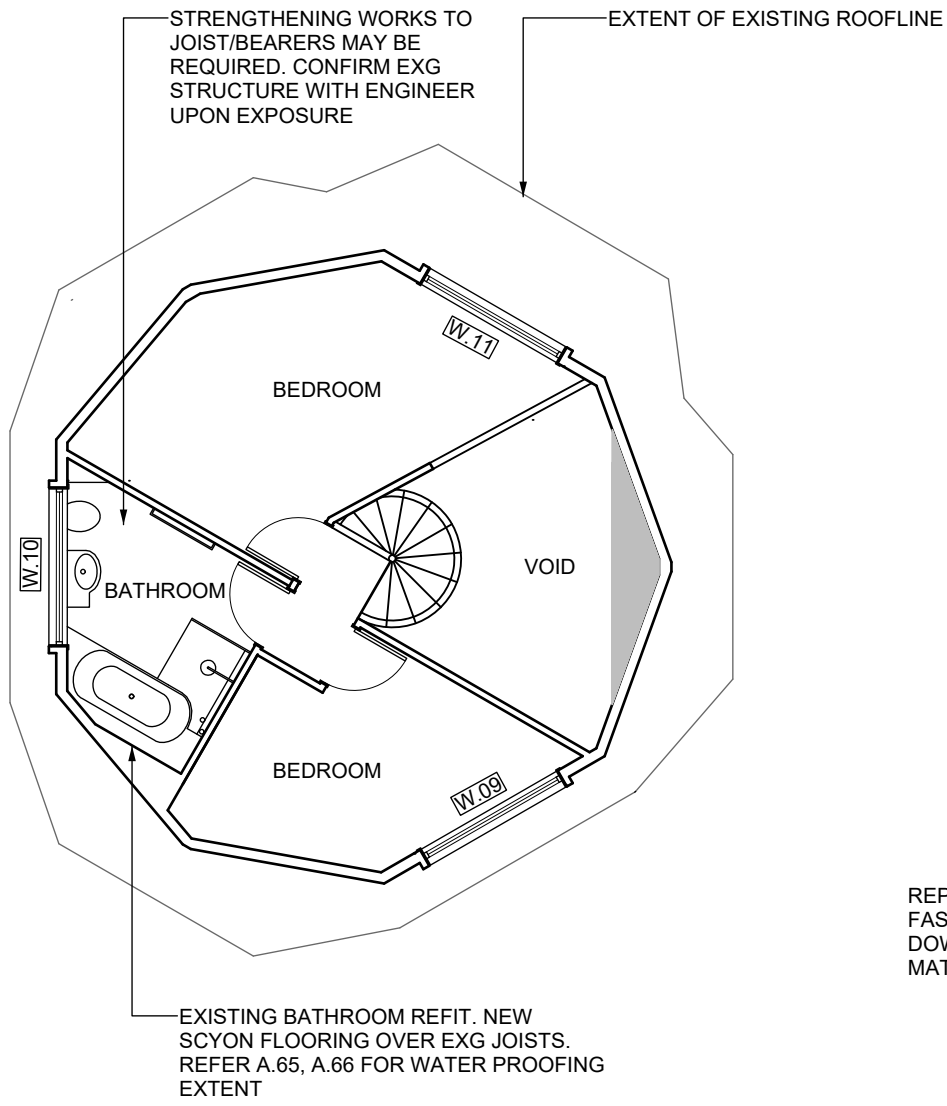 STRENGTHENING WORKS TO
JOIST/BEARERS MAY BE
REQUIRED. CONFIRM EXG
STRUCTURE WITH ENGINEER
UPON EXPOSURE
EXTENT OF EXISTING ROOFLINE
W.11
BEDROOM
W.10
BATHROOM
VOID
BEDROOM
W.09
REP
FAS
DOW
MAT
EXISTING BATHROOM REFIT. NEW
SCYON FLOORING OVER EXG JOISTS.
REFER A.65, A.66 FOR WATER PROOFING
EXTENT